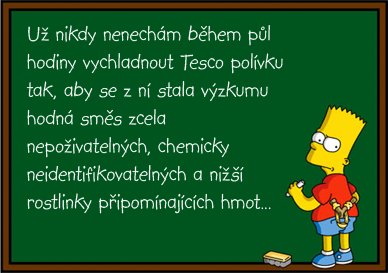 Už nikdy nenechám během půl
hodiny vychladnout Tesco polívku
tak, aby se z ní stala výzkumu
hodná směs zcela
nepoživatelných, chemicky
neidentifikovatelných a nižší
rostlinky připomínajících hmot...